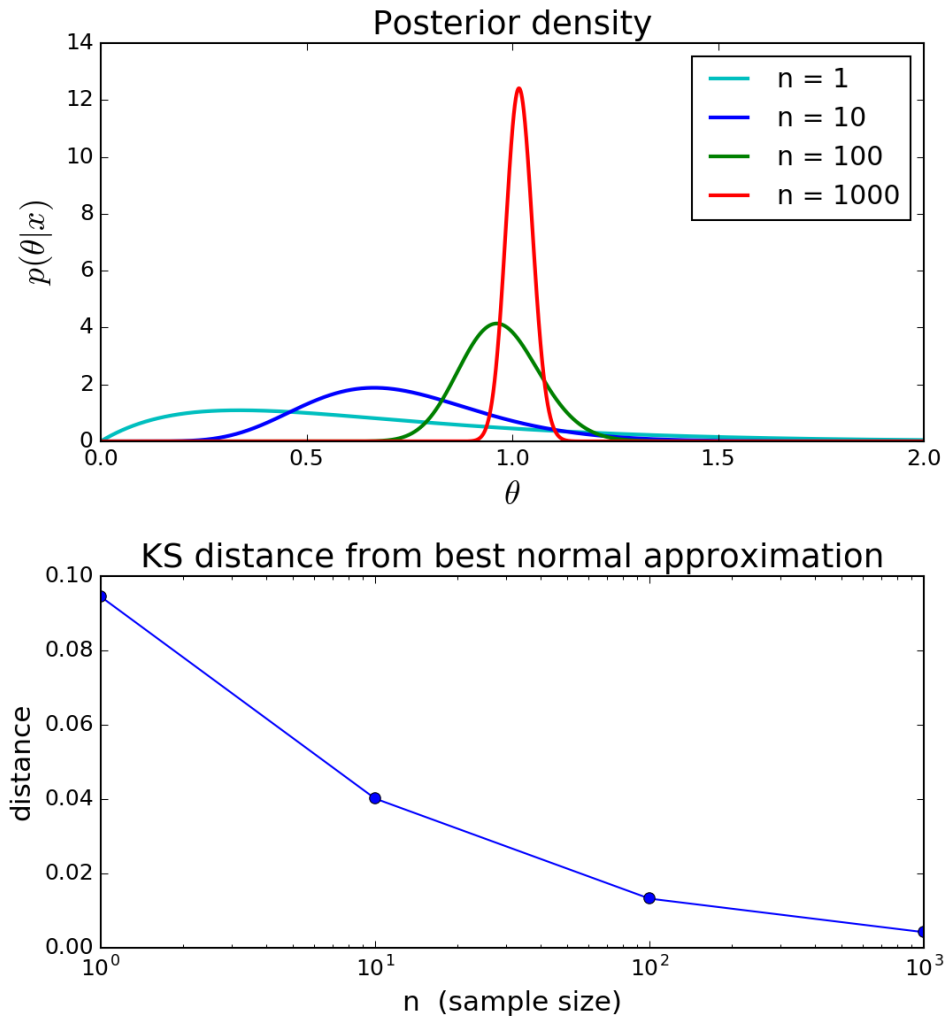 Posterior density
14
12
10
8
6
4
2
0
p(θ|x)
n = 1
n = 10
n = 100
n = 1000
0.0 0.5 1.0 1.5 2.0
θ
KS distance from best normal approximation
0.10
0.08
0.06
0.04
0.02
0.00
distance
10⁰ 10¹ 10² 10³
n (sample size)